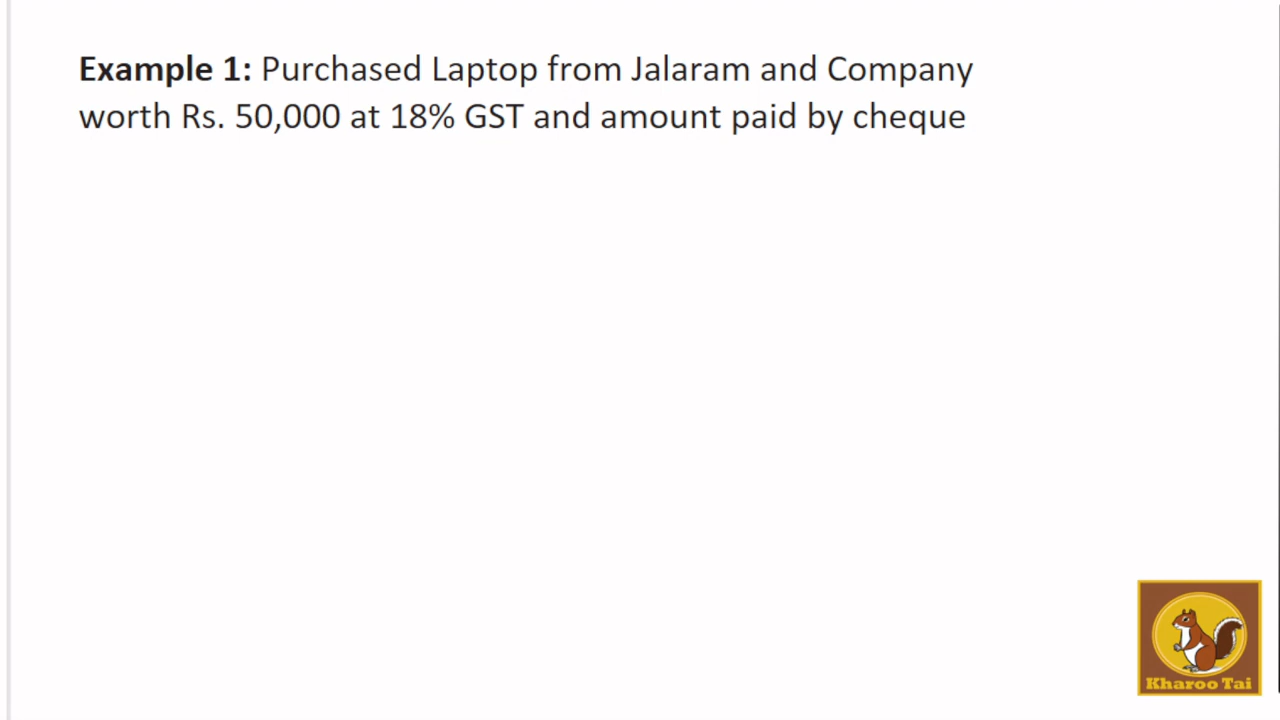 Example 1: Purchased Laptop from Jalaram and Company
worth Rs. 50,000 at 18% GST and amount paid by cheque
Kharoo Tai